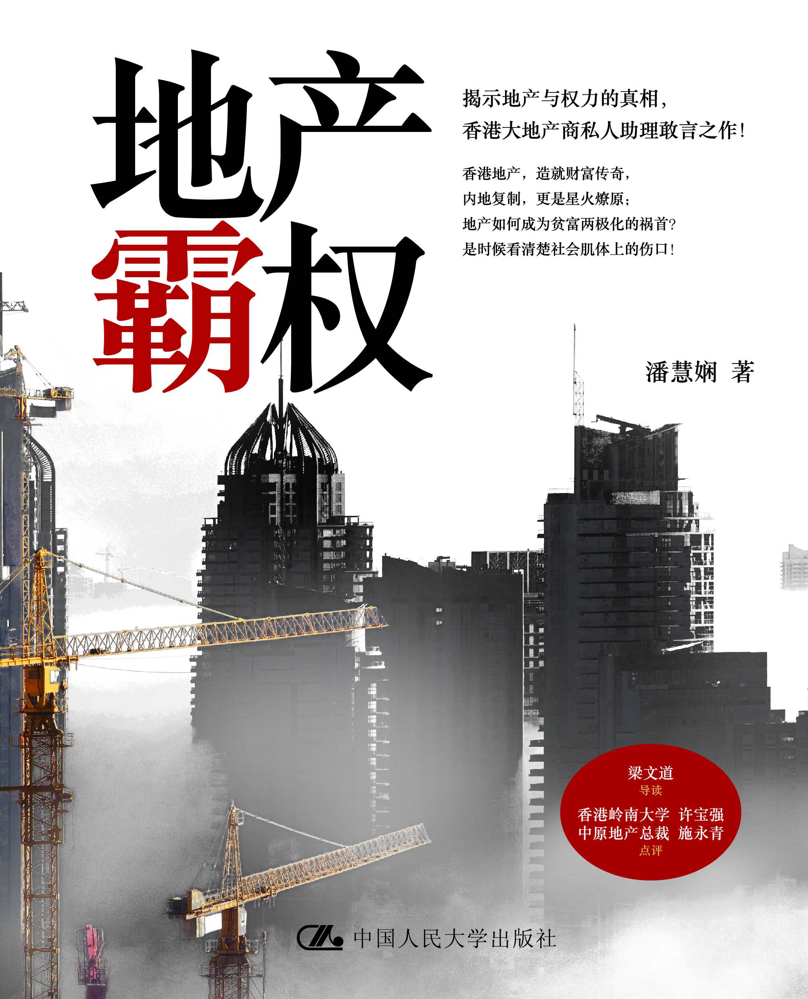 地产
霸权
揭示地产与权力的真相，
香港大地产商私人助理敢言之作！
香港地产，造就财富传奇，
内地复制，更是星火燎原；
地产如何成为贫富两极化的祸首？
是时候看清楚社会肌体上的伤口！
潘慧娴 著
梁文道
导读
香港岭南大学 许宝强
中原地产总裁 施永青
点评
中国人民大学出版社